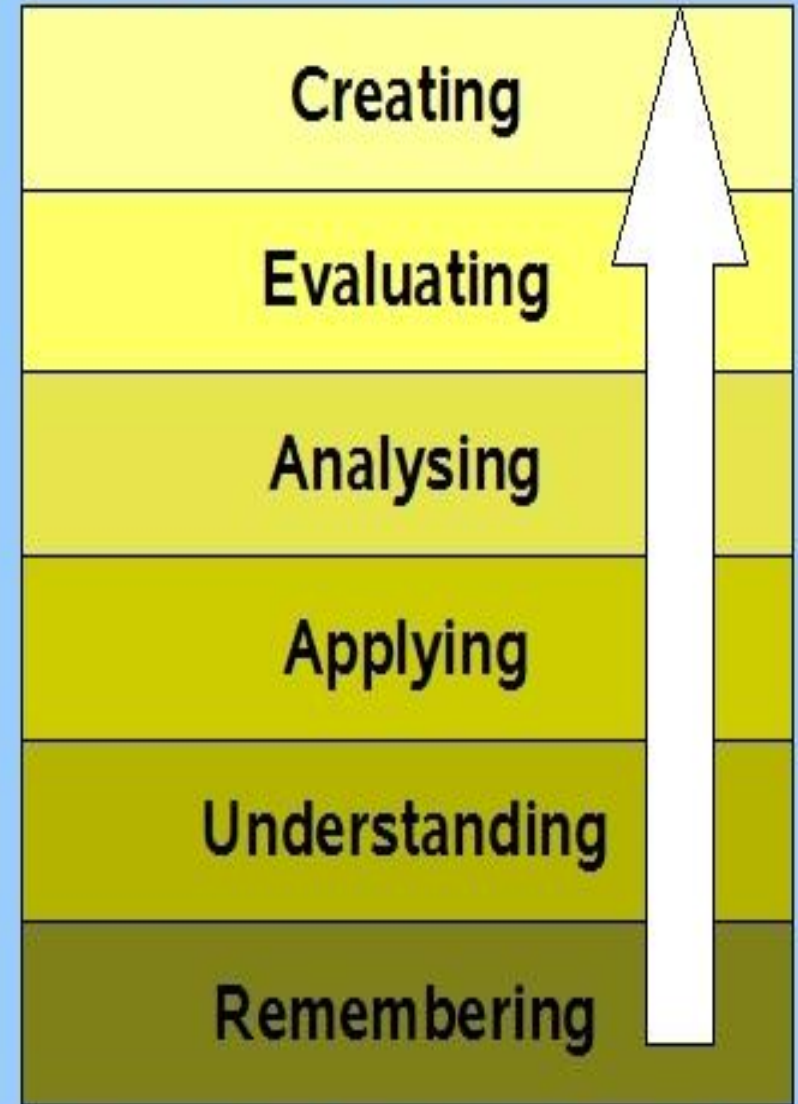 Creating
Evaluating
Analysing
Applying
Understanding
Remembering